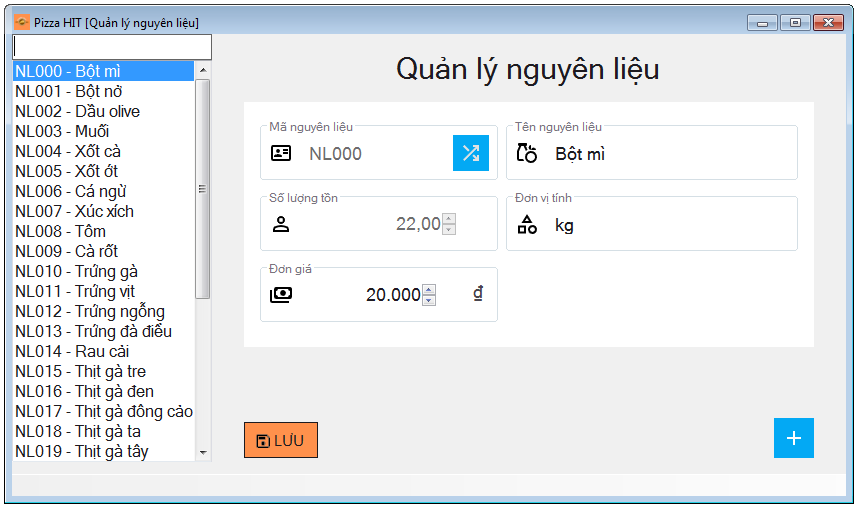 Pizza HIT [Quản lý nguyên liệu]
NL000 - Bột mì
NL001 - Bột nở
NL002 - Dầu olive
NL003 - Muối
NL004 - Xốt cà
NL005 - Xốt ớt
NL006 - Cá ngừ
NL007 - Xúc xích
NL008 - Tôm
NL009 - Cà rốt
NL010 - Trứng gà
NL011 - Trứng vịt
NL012 - Trứng ngỗng
NL013 - Trứng đà điểu
NL014 - Rau cải
NL015 - Thịt gà tre
NL016 - Thịt gà đen
NL017 - Thịt gà đông cảo
NL018 - Thịt gà ta
NL019 - Thịt gà tây
Quản lý nguyên liệu
Mã nguyên liệu
NL000
Tên nguyên liệu
Bột mì
Số lượng tồn
22,00
Đơn vị tính
kg
Đơn giá
20.000 ₫
LƯU